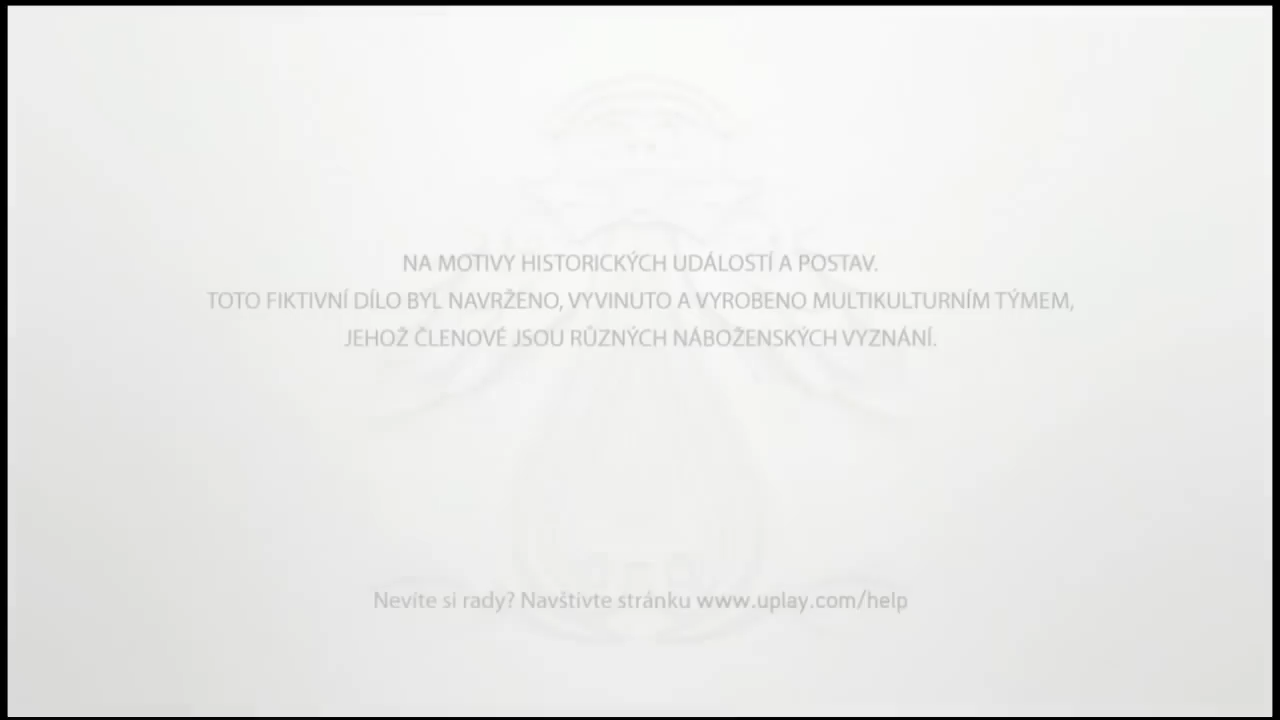 NA MOTIVY HISTORICKÝCH UDÁLOSTÍ A POSTAV.
TOTO FIKTIVNÍ DÍLO BYL NAVRŽENO, VYVINUTO A VYROBENO MULTIKULTURNÍM TÝMEM,
JEHOŽ ČLENOVÉ JSOU RŮZNÝCH NÁBOŽENSKÝCH VYZNÁNÍ.
Nevíte si rady? Navštivte stránku www.uplay.com/help